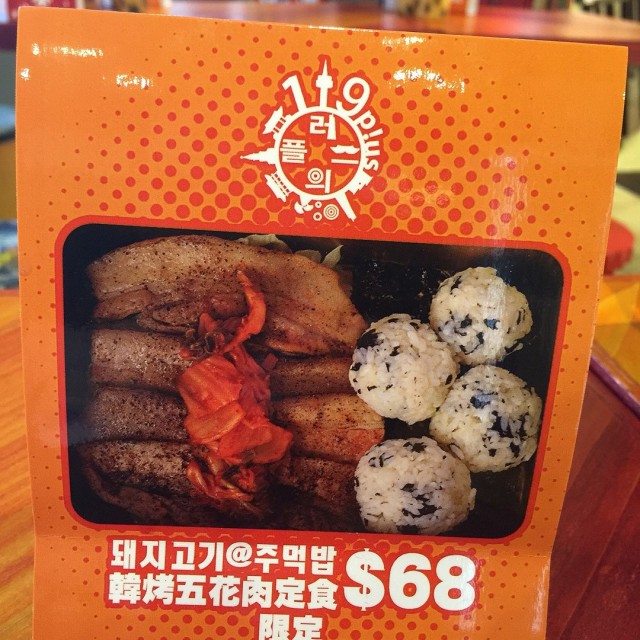 119plus
플러스의
돼지고기@주먹밥
韓烤五花肉定食 $68
限定